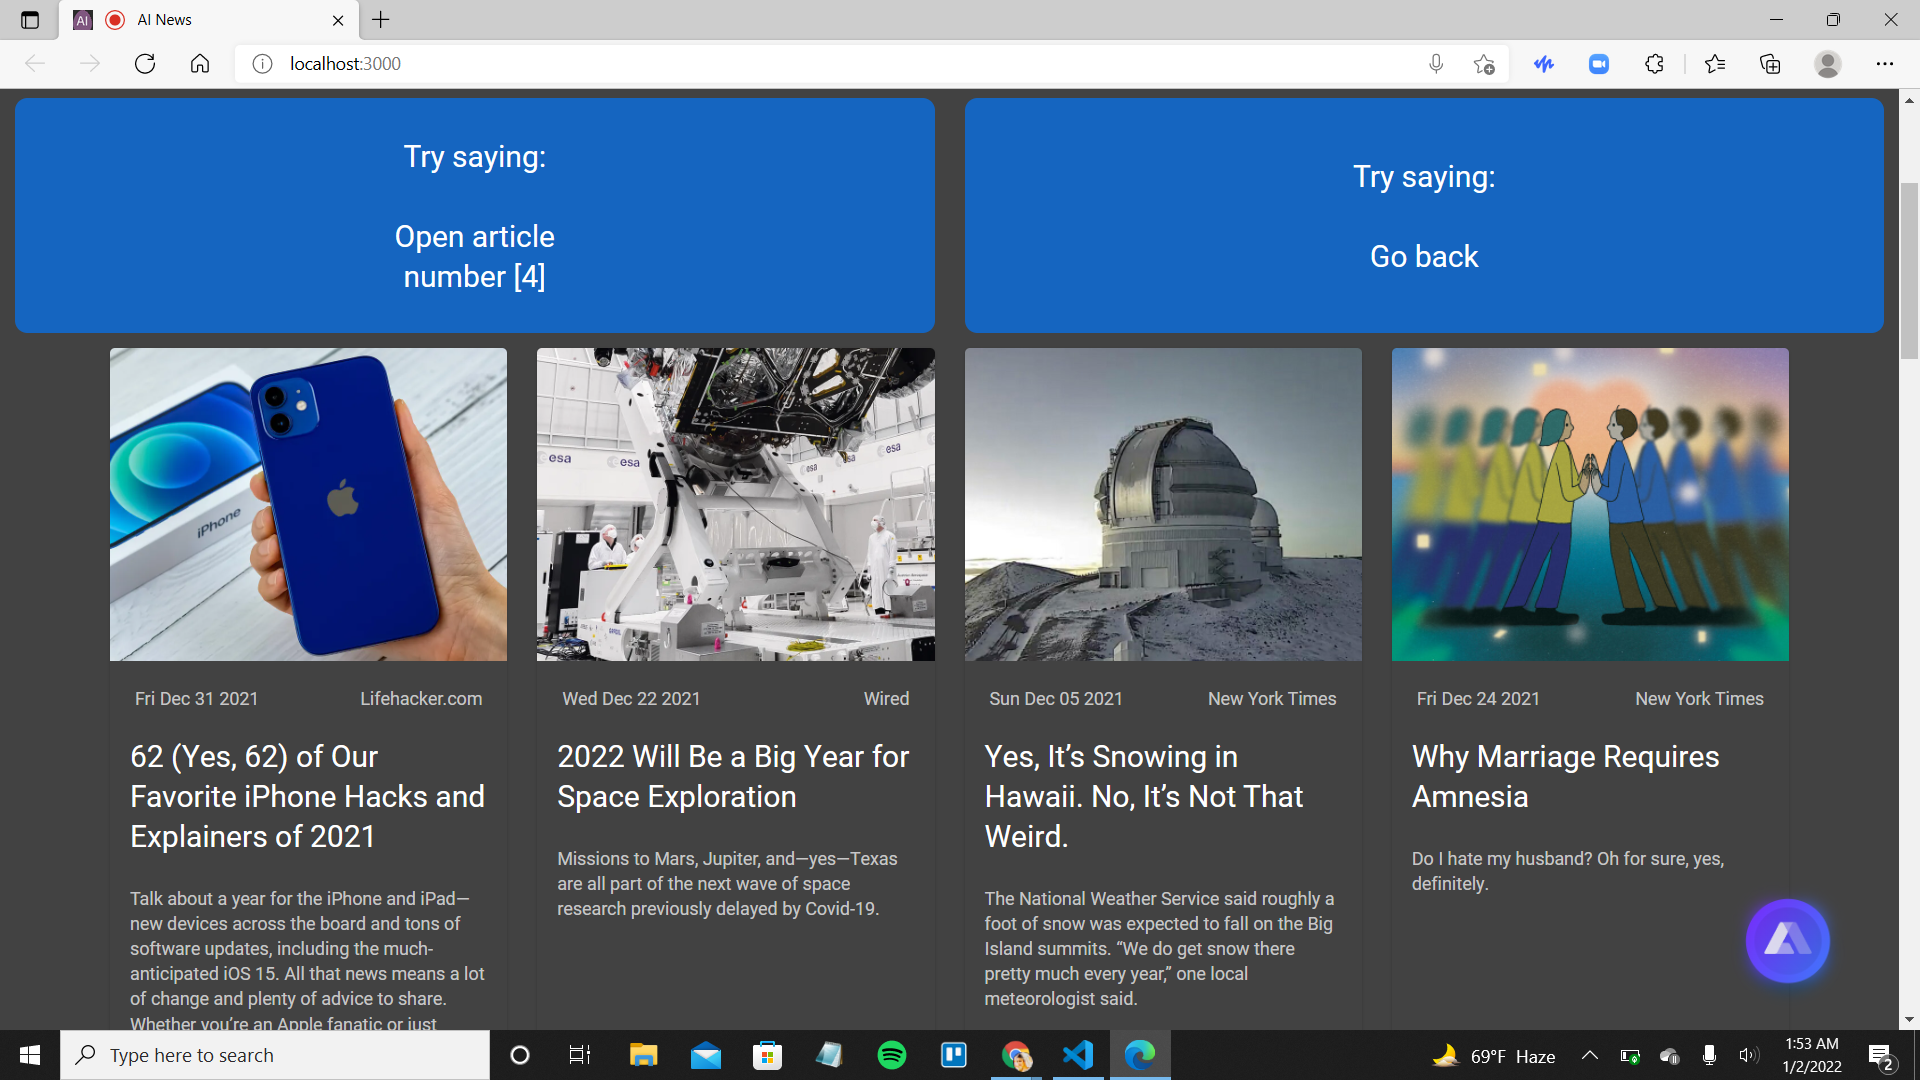 AI News
localhost:3000
Try saying:
Open article
number [4]
Try saying:
Go back
iPhone
esa
esa
esa
esa
esa
Fri Dec 31 2021
Lifehacker.com
62 (Yes, 62) of Our
Favorite iPhone Hacks and
Explainers of 2021
Talk about a year for the iPhone and iPad—
new devices across the board and tons of
software updates, including the much-
anticipated iOS 15. All that news means a lot
of change and plenty of advice to share.
Whether you're an Apple fanatic or just
Wed Dec 22 2021
Wired
2022 Will Be a Big Year for
Space Exploration
Missions to Mars, Jupiter, and—yes—Texas
are all part of the next wave of space
research previously delayed by Covid-19.
Sun Dec 05 2021
New York Times
Yes, It’s Snowing in
Hawaii. No, It’s Not That
Weird.
The National Weather Service said roughly a
foot of snow was expected to fall on the Big
Island summits. “We do get snow there
pretty much every year,” one local
meteorologist said.
Fri Dec 24 2021
New York Times
Why Marriage Requires
Amnesia
Do I hate my husband? Oh for sure, yes,
definitely.
Type here to search
69°F Haze
1:53 AM
1/2/2022
2